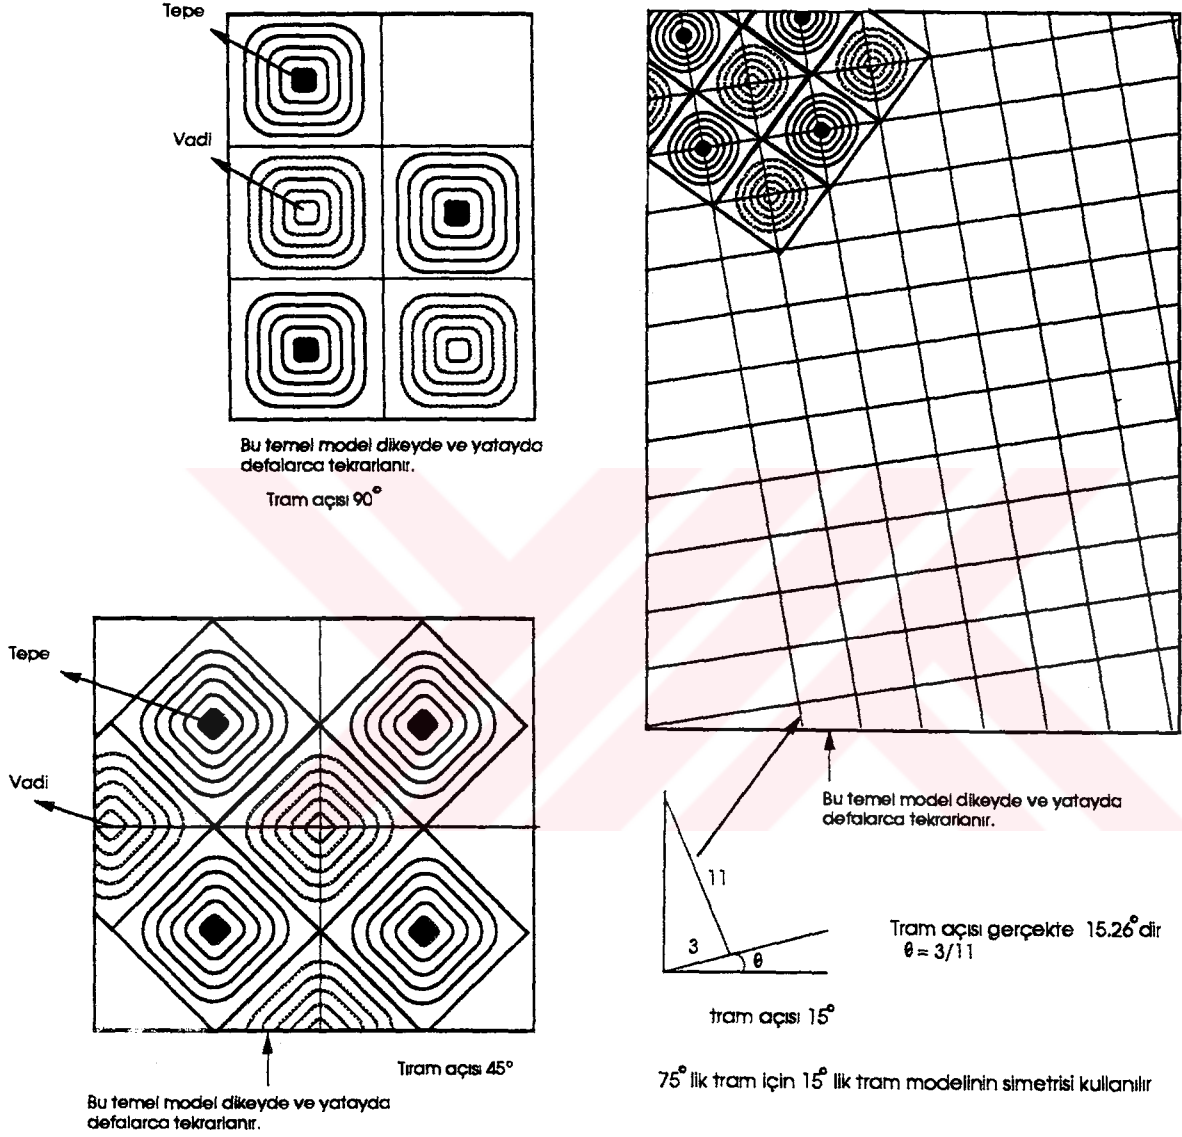 Tepe
Vadi
Bu temel model dikeyde ve yatayda
defalarca tekrarlanır.
Tram açısı 90°
Tepe
Vadi
Tıram açısı 45°
Bu temel model dikeyde ve yatayda
defalarca tekrarlanır.
Bu temel model dikeyde ve yatayda
defalarca tekrarlanır.
11
3
θ
Tram açısı gerçekte 15.26° dir
θ = 3/11
tram açısı 15°
75° lik tram için 15° lik tram modelinin simetrisi kullanılır